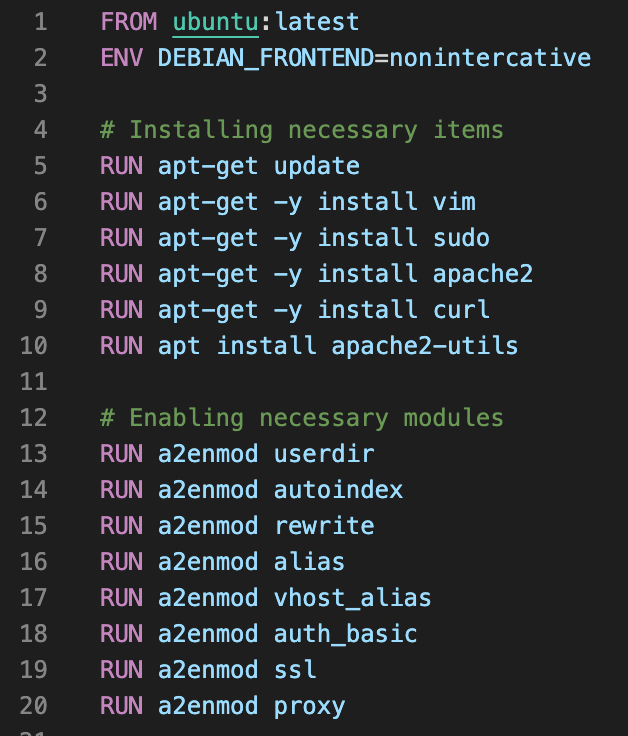 1 FROM ubuntu:latest
2 ENV DEBIAN_FRONTEND=nonintercative
3
4 # Installing necessary items
5 RUN apt-get update
6 RUN apt-get -y install vim
7 RUN apt-get -y install sudo
8 RUN apt-get -y install apache2
9 RUN apt-get -y install curl
10 RUN apt install apache2-utils
11
12 # Enabling necessary modules
13 RUN a2enmod userdir
14 RUN a2enmod autoindex
15 RUN a2enmod rewrite
16 RUN a2enmod alias
17 RUN a2enmod vhost_alias
18 RUN a2enmod auth_basic
19 RUN a2enmod ssl
20 RUN a2enmod proxy